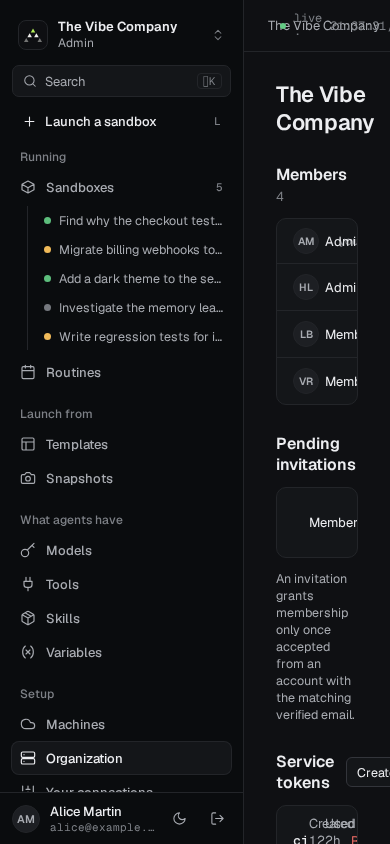 The Vibe Company
Admin
Search
K
Launch a sandbox
L
Running
Sandboxes
5
Find why the checkout test...
Migrate billing webhooks to...
Add a dark theme to the se...
Investigate the memory lea...
Write regression tests for i...
Routines
Launch from
Templates
Snapshots
What agents have
Models
Tools
Skills
Variables
Setup
Machines
Organization
Your connections
AM
Alice Martin
alice@example....
The Vibe Company
live
The Vibe
Company
Members
4
AM
HL
Admi
LB
Memb
VR
Memb
Pending
invitations
Member
An invitation
grants
membership
only once
accepted
from an
account with
the matching
verified email.
Service
tokens
Create
Created
ci